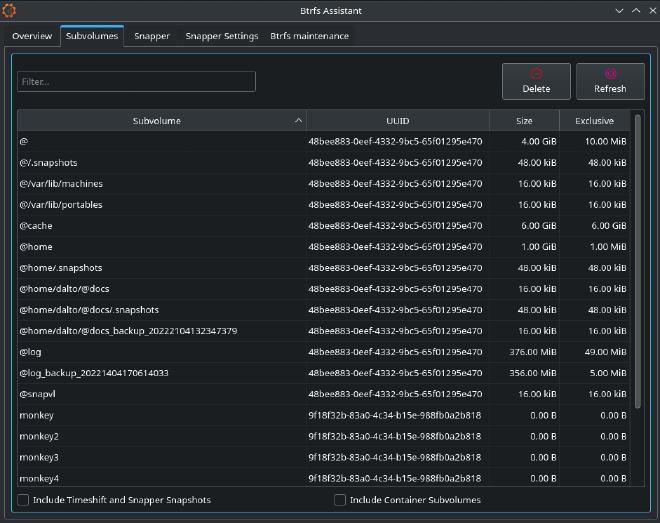 Btrfs Assistant
Overview Subvolumes Snapper Snapper Settings Btrfs maintenance
Filter...
Delete Refresh
Subvolume UUID Size Exclusive
@ 48bee883-0eef-4332-9bc5-65f01295e470 4.00 GiB 10.00 MiB
@/.snapshots 48bee883-0eef-4332-9bc5-65f01295e470 48.00 kiB 48.00 kiB
@/var/lib/machines 48bee883-0eef-4332-9bc5-65f01295e470 16.00 kiB 16.00 kiB
@/var/lib/portables 48bee883-0eef-4332-9bc5-65f01295e470 16.00 kiB 16.00 kiB
@cache 48bee883-0eef-4332-9bc5-65f01295e470 6.00 GiB 6.00 GiB
@home 48bee883-0eef-4332-9bc5-65f01295e470 1.00 GiB 1.00 MiB
@home/.snapshots 48bee883-0eef-4332-9bc5-65f01295e470 48.00 kiB 48.00 kiB
@home/dalto/@docs 48bee883-0eef-4332-9bc5-65f01295e470 16.00 kiB 16.00 kiB
@home/dalto/@docs/.snapshots 48bee883-0eef-4332-9bc5-65f01295e470 48.00 kiB 48.00 kiB
@home/dalto/@docs_backup_20222104132347379 48bee883-0eef-4332-9bc5-65f01295e470 16.00 kiB 16.00 kiB
@log 48bee883-0eef-4332-9bc5-65f01295e470 376.00 MiB 49.00 MiB
@log_backup_20221404170614033 48bee883-0eef-4332-9bc5-65f01295e470 356.00 MiB 5.00 MiB
@snapvl 48bee883-0eef-4332-9bc5-65f01295e470 16.00 kiB 16.00 kiB
monkey 9f18f32b-83a0-4c34-b15e-988fb0a2b818 0.00 B 0.00 B
monkey2 9f18f32b-83a0-4c34-b15e-988fb0a2b818 0.00 B 0.00 B
monkey3 9f18f32b-83a0-4c34-b15e-988fb0a2b818 0.00 B 0.00 B
monkey4 9f18f32b-83a0-4c34-b15e-988fb0a2b818 0.00 B 0.00 B
Include Timeshift and Snapper Snapshots Include Container Subvolumes